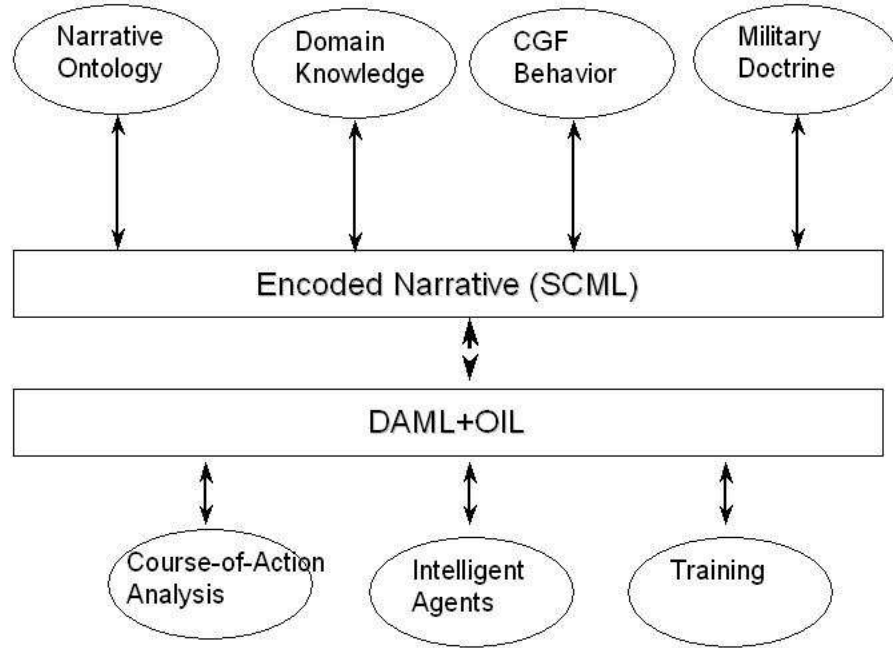 Narrative
Ontology
Domain
Knowledge
CGF
Behavior
Military
Doctrine
Encoded Narrative (SCML)
DAML+OIL
Course-of-Action
Analysis
Intelligent
Agents
Training